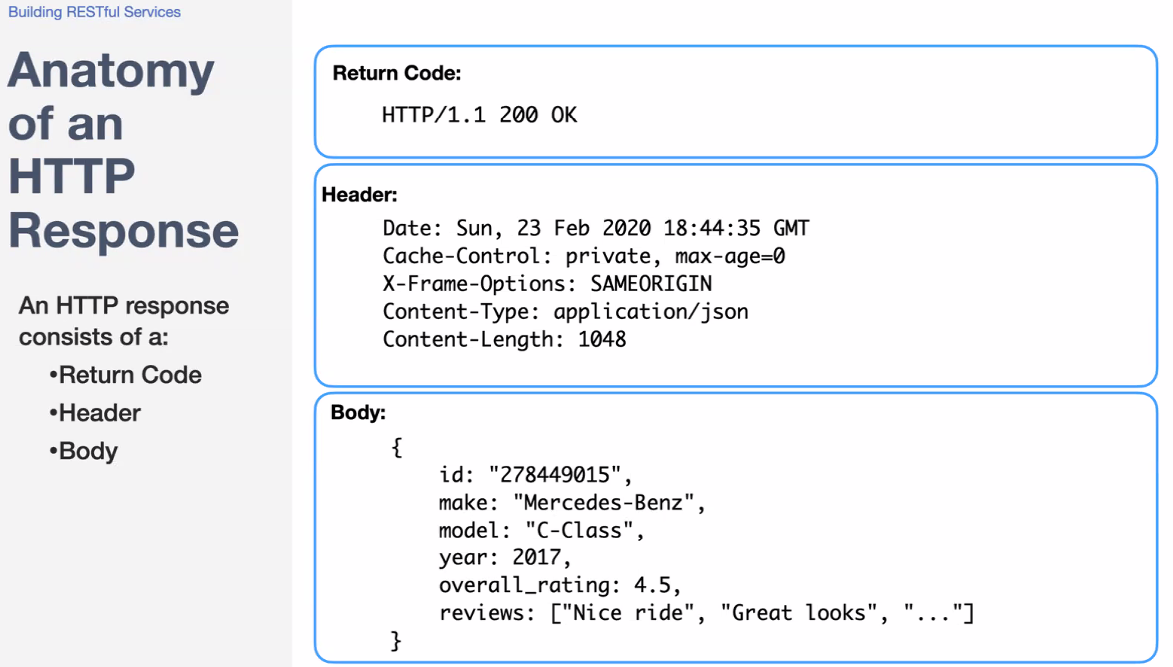 Building RESTful Services
Anatomy
of an
HTTP
Response
An HTTP response
consists of a:
•Return Code
•Header
•Body
Return Code:
HTTP/1.1 200 OK
Header:
Date: Sun, 23 Feb 2020 18:44:35 GMT
Cache-Control: private, max-age=0
X-Frame-Options: SAMEORIGIN
Content-Type: application/json
Content-Length: 1048
Body:
{
id: "278449015",
make: "Mercedes-Benz",
model: "C-Class",
year: 2017,
overall_rating: 4.5,
reviews: ["Nice ride", "Great looks", "..."]
}